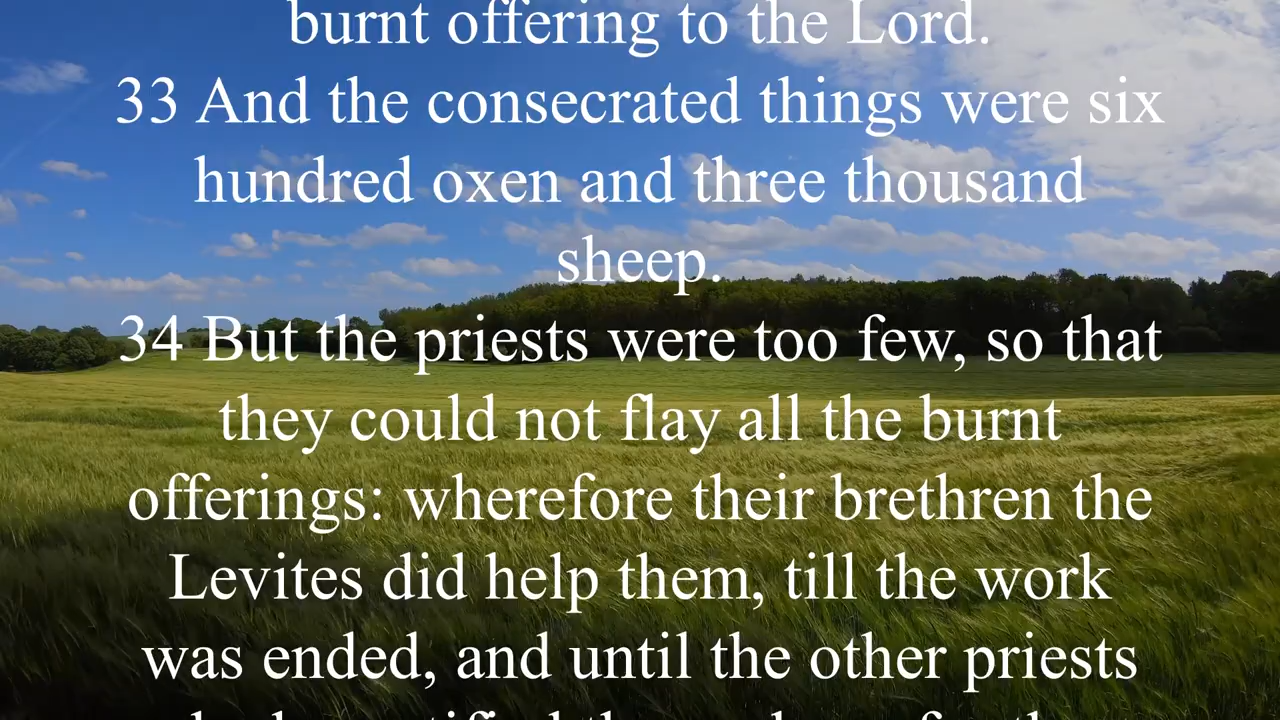 burnt offering to the Lord.
33 And the consecrated things were six
hundred oxen and three thousand
sheep.
34 But the priests were too few, so that
they could not flay all the burnt
offerings: wherefore their brethren the
Levites did help them, till the work
was ended, and until the other priests